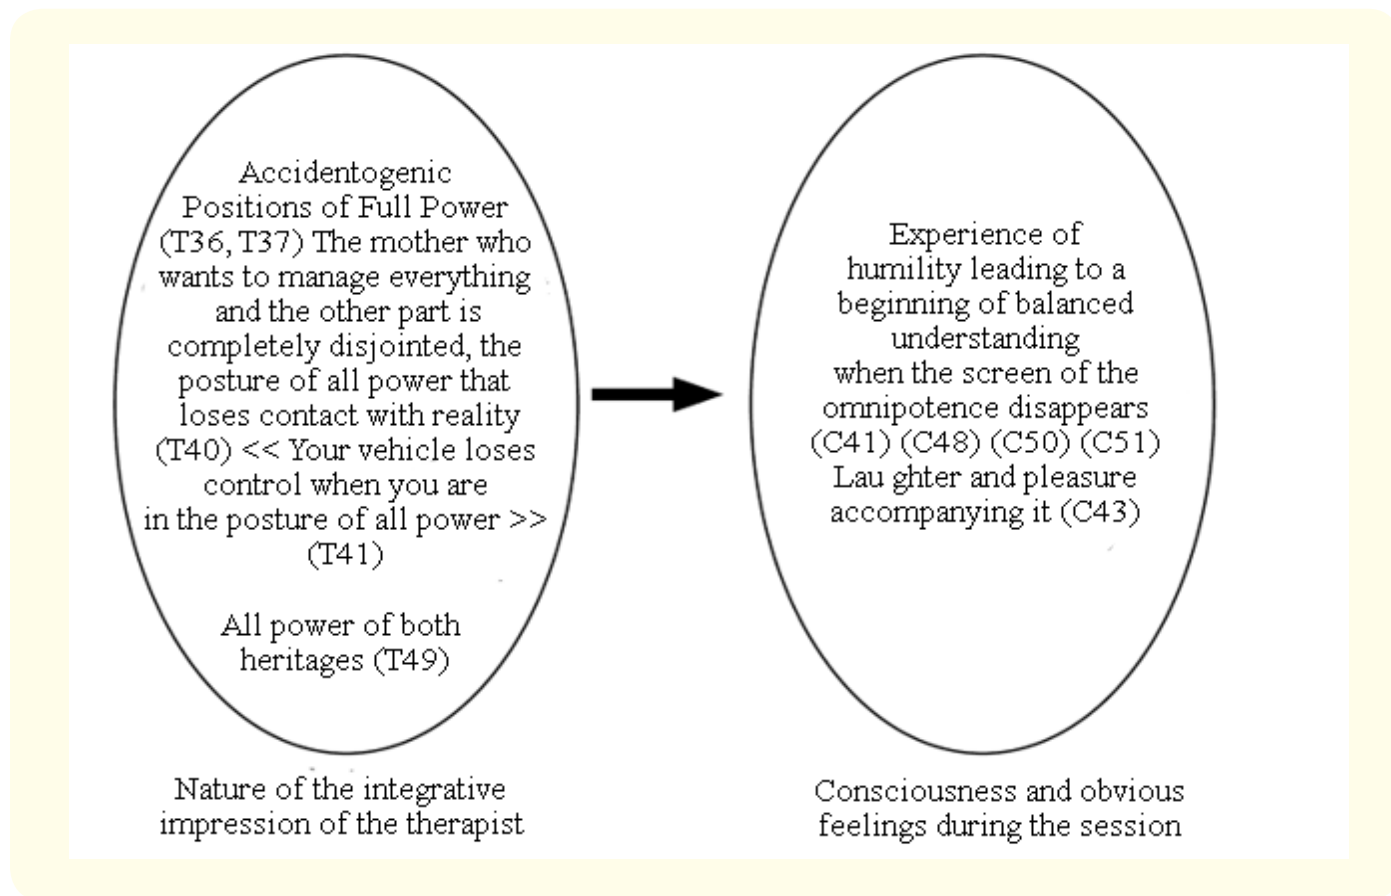 Accidentogenic
Positions of Full Power
(T36, T37) The mother who
wants to manage everything
and the other part is
completely disjointed, the
posture of all power that
loses contact with reality
(T40) << Your vehicle loses
control when you are
in the posture of all power >>
(T41)
All power of both
heritages (T49)
Nature of the integrative
impression of the therapist
Experience of
humility leading to a
beginning of balanced
understanding
when the screen of the
omnipotence disappears
(C41) (C48) (C50) (C51)
Lau ghter and pleasure
accompanying it (C43)
Consciousness and obvious
feelings during the session